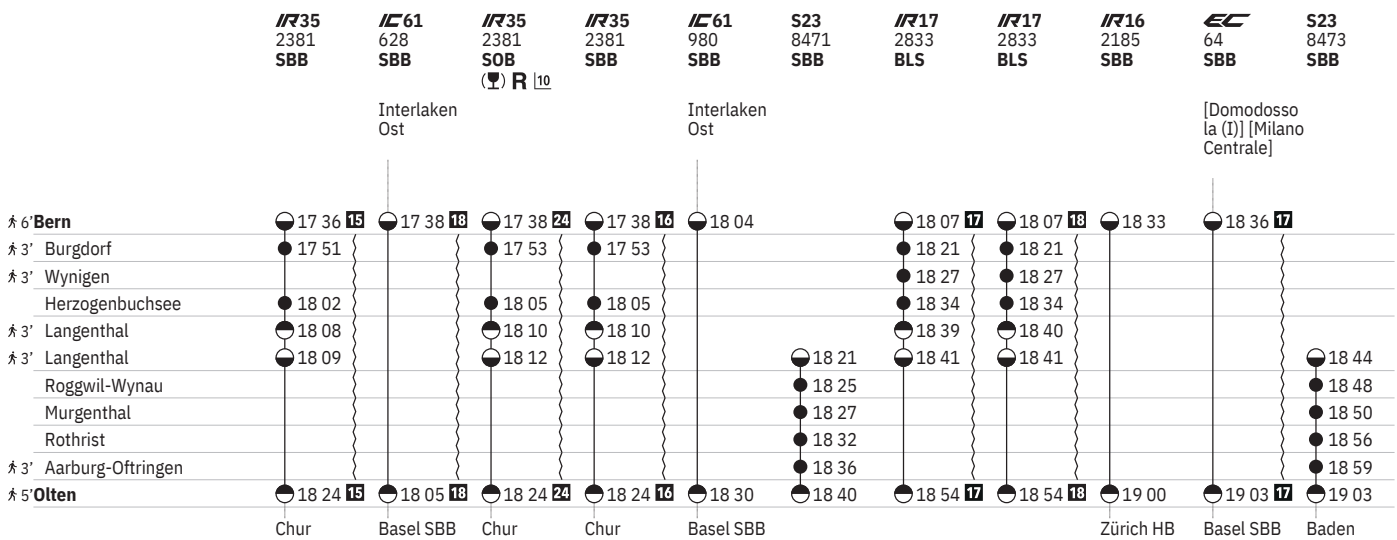 IR35 IC61 IR35 IR35 IC61 S23 IR17 IR17 IR16 EC S23
2381 628 2381 2381 980 8471 2833 2833 2185 64 8473
SBB SBB SOB SBB SBB SBB BLS BLS SBB SBB SBB
R 10
Interlaken Interlaken [Domodosso
Ost Ost la (I)] [Milano
Centrale]
6’ Bern 17 36 15 17 38 18 17 38 24 17 38 16 18 04 18 07 17 18 07 18 18 33 18 36 17
3’ Burgdorf 17 51 17 53 17 53 18 21 18 21
3’ Wynigen 18 27 18 27
Herzogenbuchsee 18 02 18 05 18 05 18 34 18 34
3’ Langenthal 18 08 18 10 18 10 18 39 18 40
3’ Langenthal 18 09 18 12 18 12 18 21 18 41 18 41 18 44
Roggwil-Wynau 18 25 18 48
Murgenthal 18 27 18 50
Rothrist 18 32 18 56
3’ Aarburg-Oftringen 18 36 18 59
5’ Olten 18 24 15 18 05 18 18 24 24 18 24 16 18 30 18 40 18 54 17 18 54 18 19 00 19 03 17 19 03
Chur Basel SBB Chur Chur Basel SBB Zürich HB Basel SBB Baden